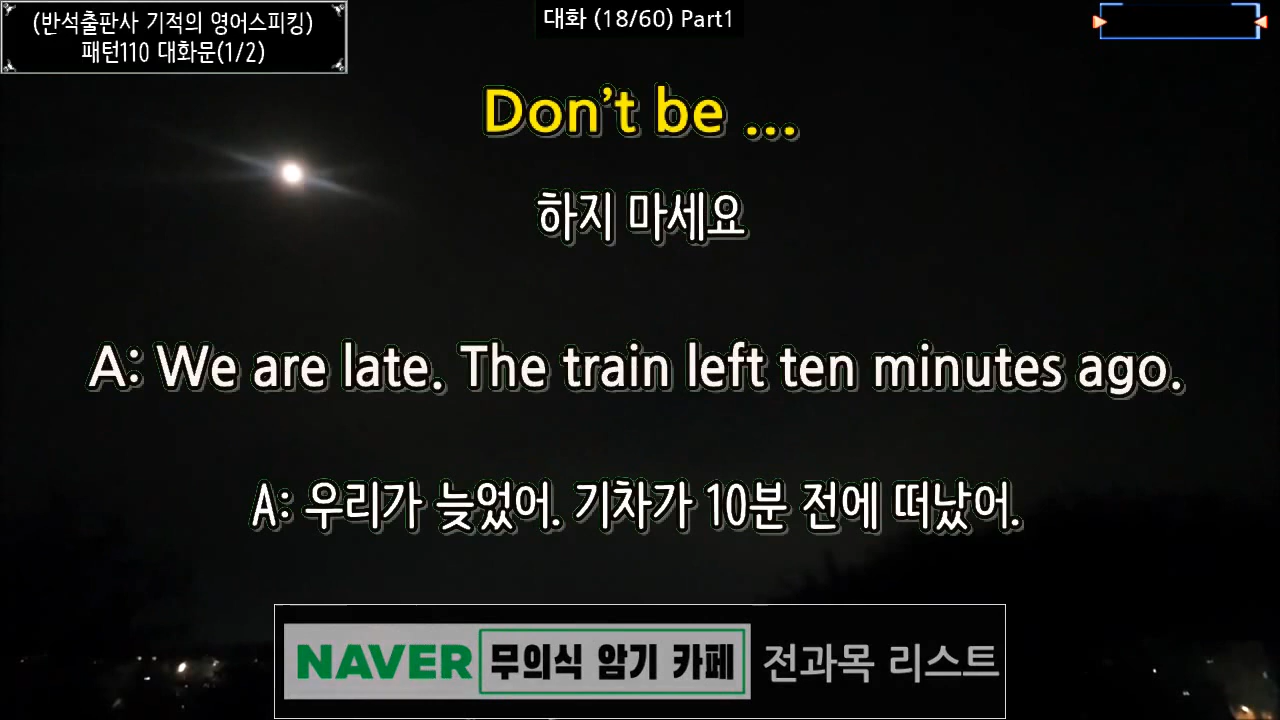 (반석출판사 기적의 영어스피킹)
패턴110 대화문(1/2)
대화 (18/60) Part1
Don't be ...
하지 마세요
A: We are late. The train left ten minutes ago.
A: 우리가 늦었어. 기차가 10분 전에 떠났어.
NAVER 무의식 암기 카페 전과목 리스트